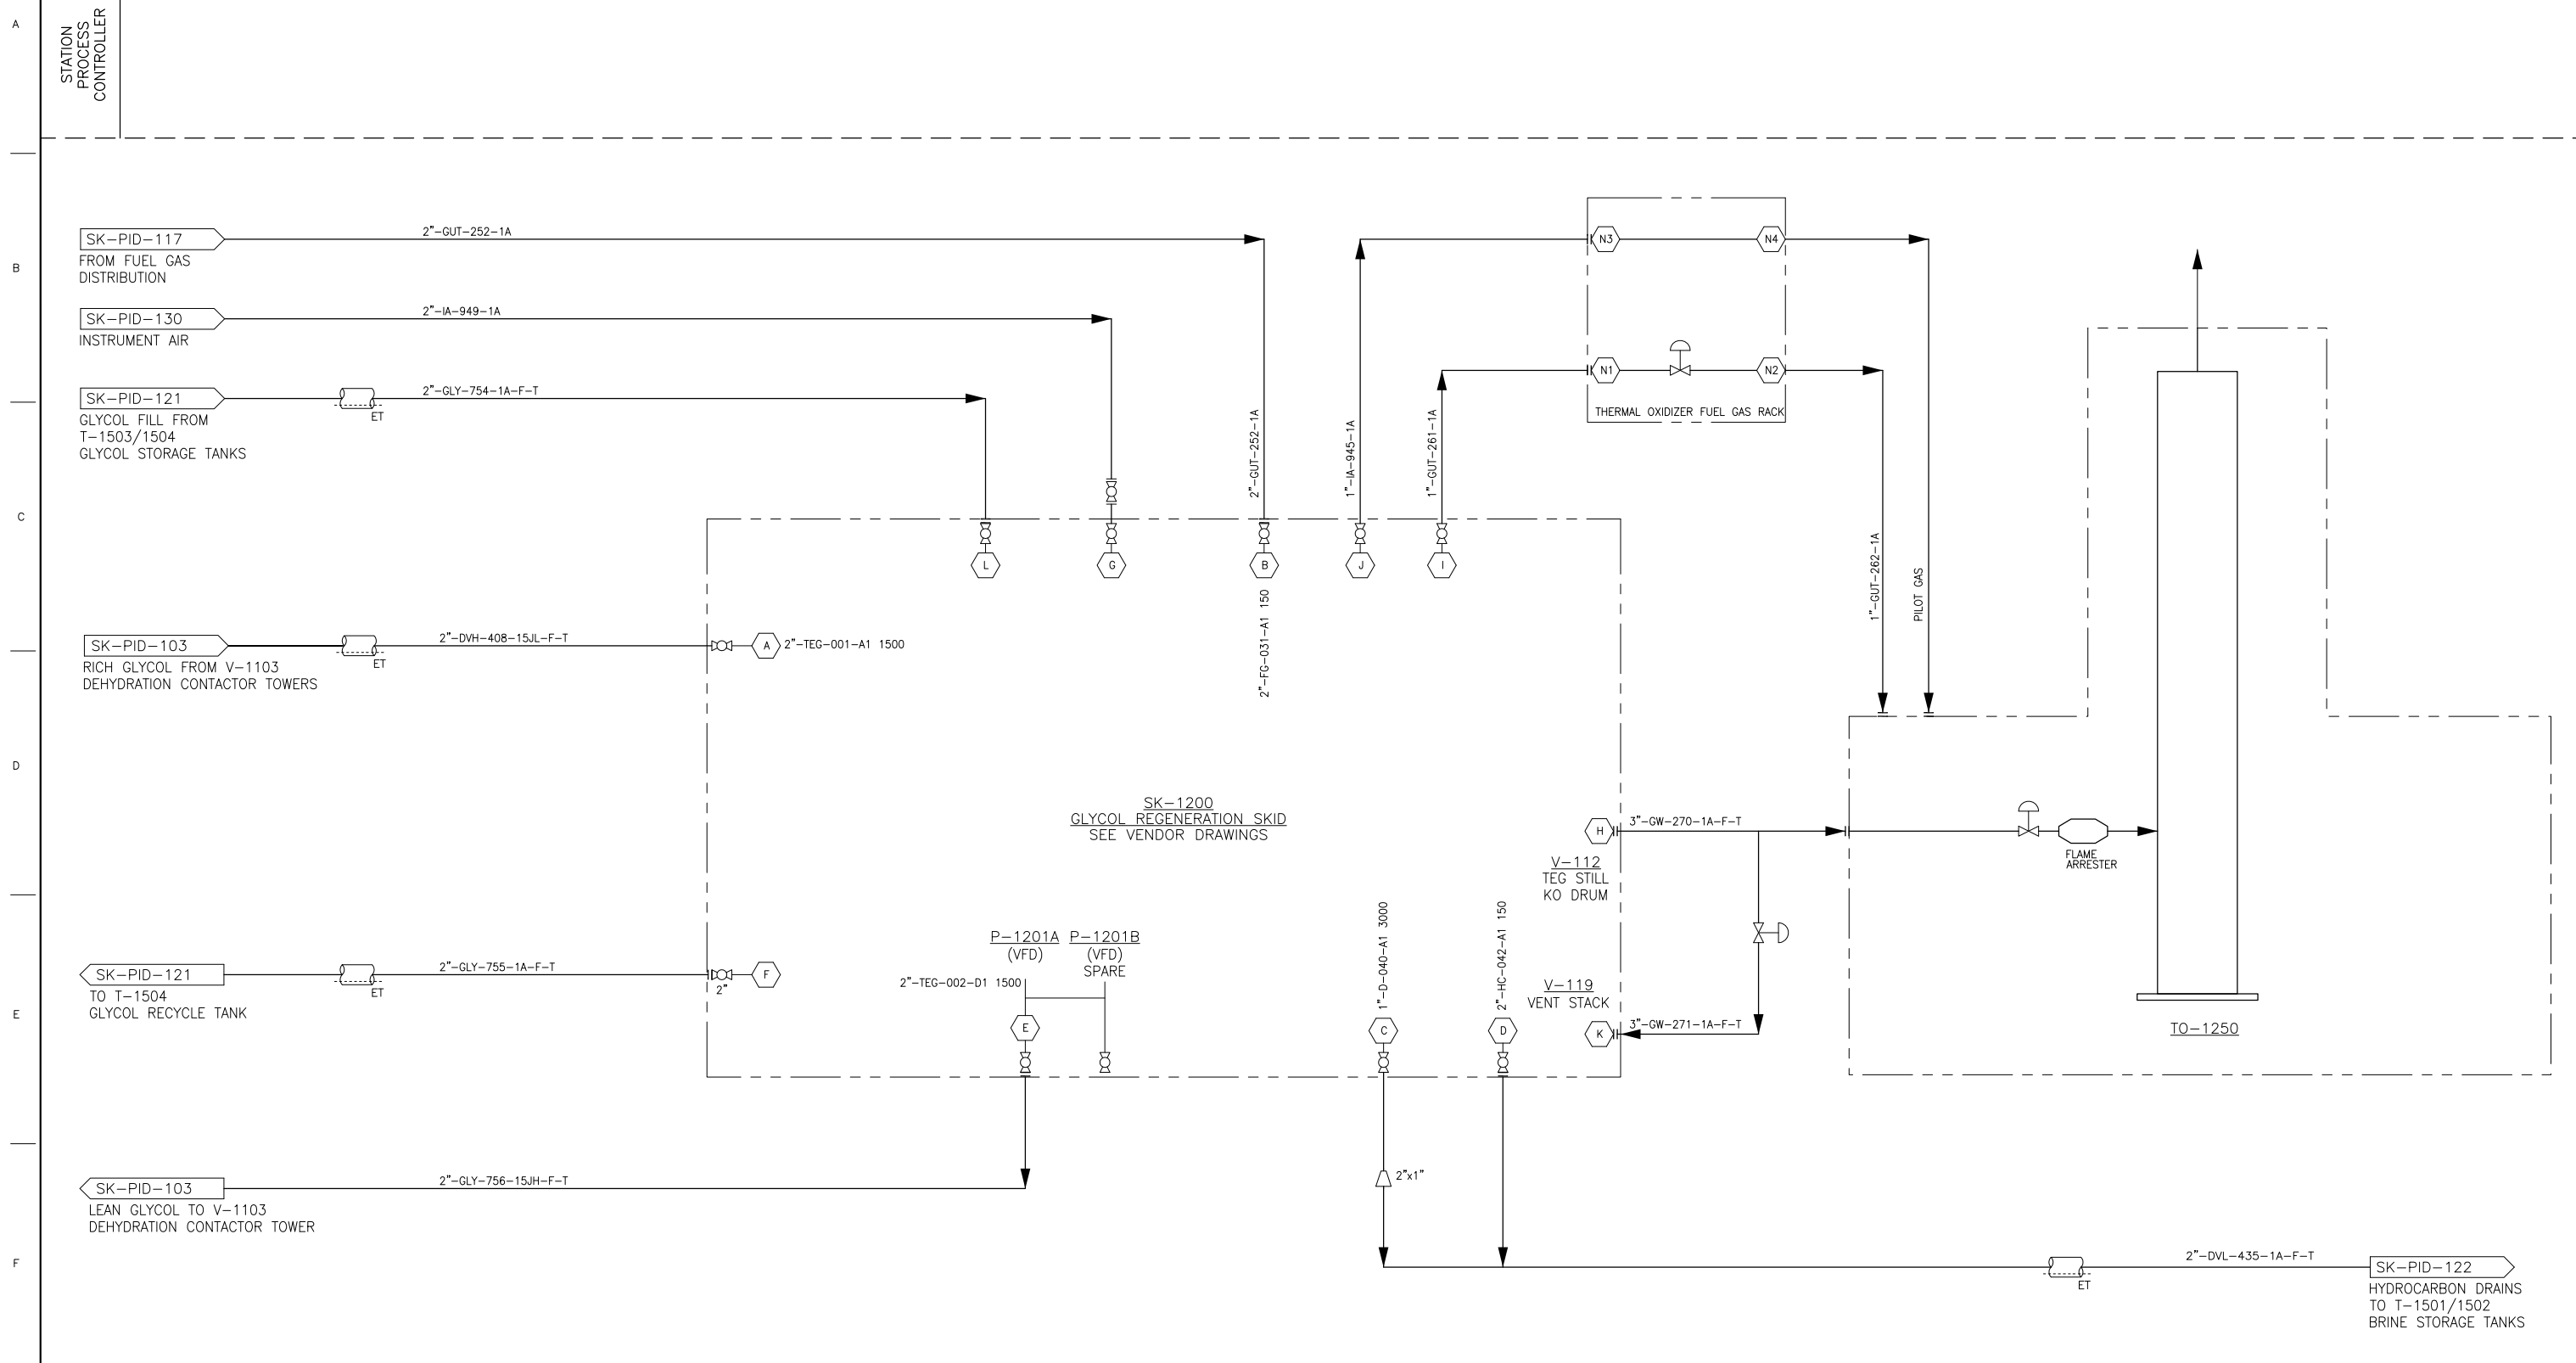 A
STATION
PROCESS
CONTROLLER
B
SK-PID-117
FROM FUEL GAS
DISTRIBUTION
2"-GUT-252-1A
SK-PID-130
INSTRUMENT AIR
2"-IA-949-1A
SK-PID-121
GLYCOL FILL FROM
T-1503/1504
GLYCOL STORAGE TANKS
ET
2"-GLY-754-1A-F-T
N3
N4
N1
N2
THERMAL OXIDIZER FUEL GAS RACK
2"-GUT-252-1A
1"-IA-945-1A
1"-GUT-261-1A
C
L
G
B
J
I
2"-FG-031-A1 150
1"-GUT-262-1A
PILOT GAS
SK-PID-103
RICH GLYCOL FROM V-1103
DEHYDRATION CONTACTOR TOWERS
ET
2"-DVH-408-15JL-F-T
A
2"-TEG-001-A1 1500
D
SK-1200
GLYCOL REGENERATION SKID
SEE VENDOR DRAWINGS
H
3"-GW-270-1A-F-T
V-112
TEG STILL
KO DRUM
FLAME
ARRESTER
SK-PID-121
TO T-1504
GLYCOL RECYCLE TANK
ET
2"-GLY-755-1A-F-T
2"
F
P-1201A
(VFD)
P-1201B
(VFD)
SPARE
2"-TEG-002-D1 1500
E
1"-D-040-A1 3000
C
2"-HC-042-A1 150
D
V-119
VENT STACK
K
3"-GW-271-1A-F-T
TO-1250
E
SK-PID-103
LEAN GLYCOL TO V-1103
DEHYDRATION CONTACTOR TOWER
2"-GLY-756-15JH-F-T
2"x1"
F
ET
2"-DVL-435-1A-F-T
SK-PID-122
HYDROCARBON DRAINS
TO T-1501/1502
BRINE STORAGE TANKS